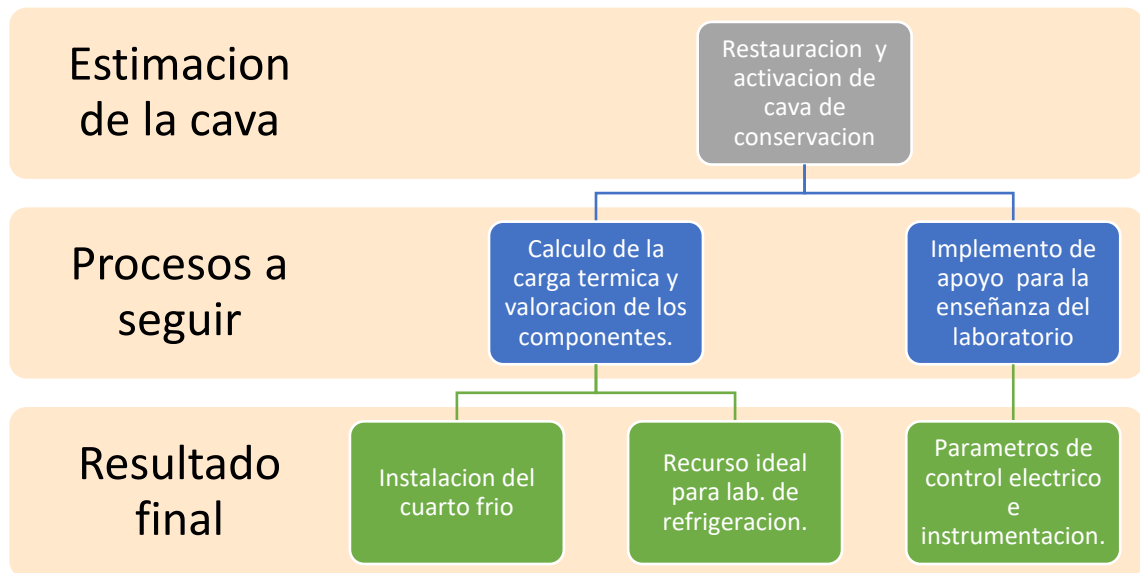 Estimacion
de la cava
Restauracion y
activacion de
cava de
conservacion
Procesos a
seguir
Calculo de la
carga termica y
valoracion de los
componentes.
Implemento de
apoyo para la
enseñanza del
laboratorio
Resultado
final
Instalacion del
cuarto frio
Recurso ideal
para lab. de
refrigeracion.
Parametros de
control electrico
e
instrumentacion.